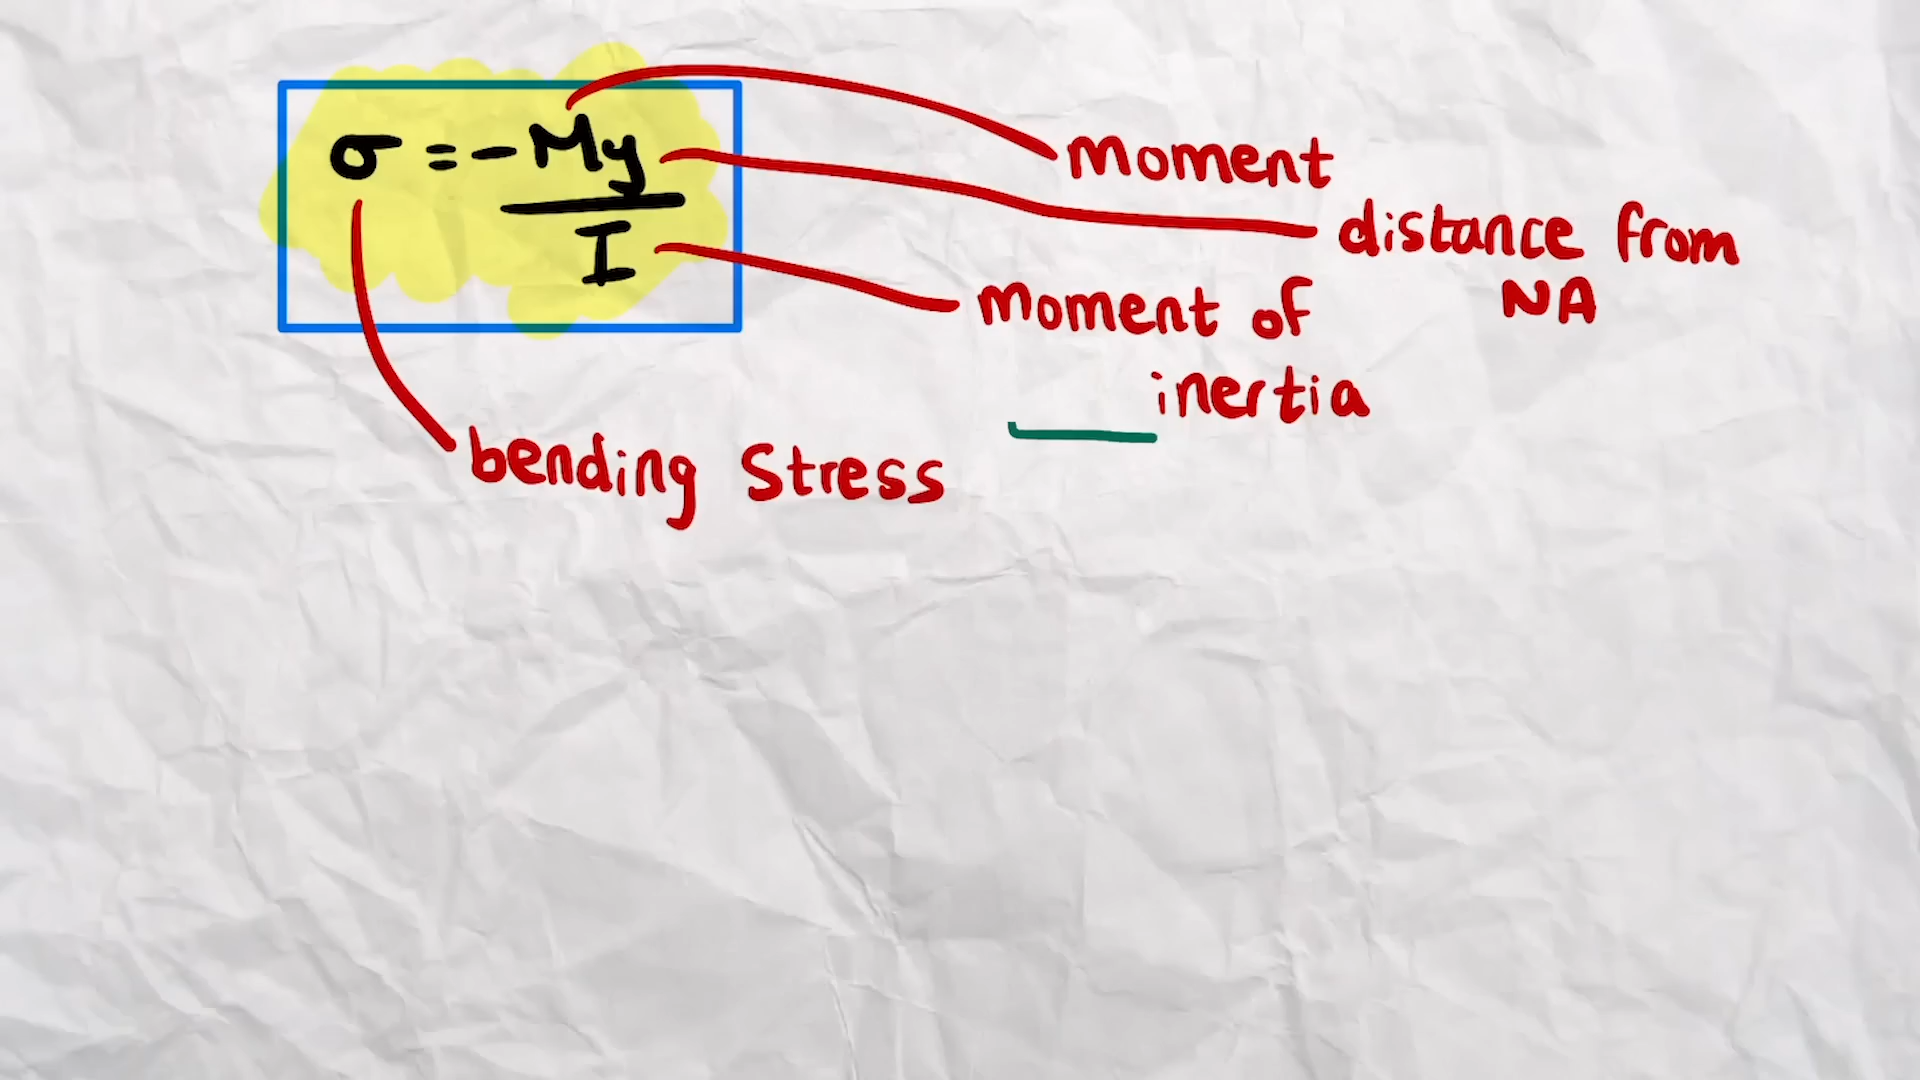 σ = -My/I
Moment
distance from
NA
Moment of
inertia
bending Stress